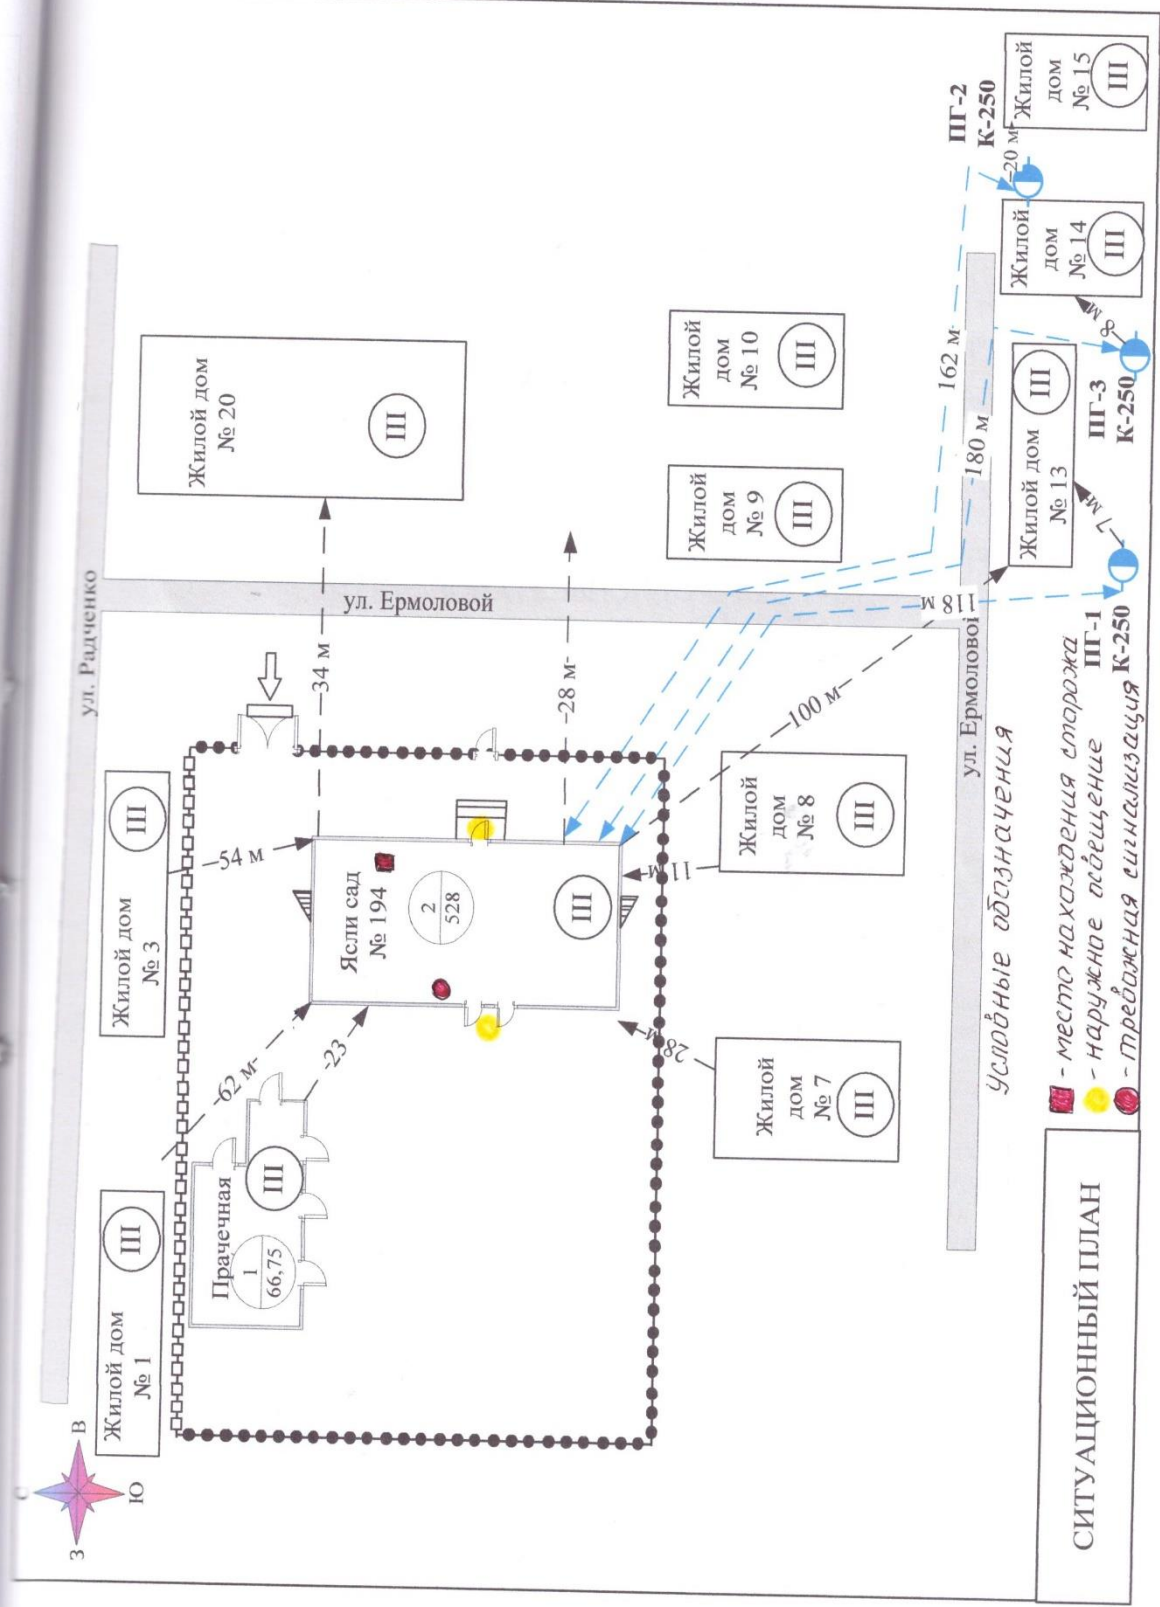 С
З
В
Ю
ул. Радченко
Жилой дом
№ 1
III
Жилой дом
№ 3
III
Жилой дом
№ 20
III
Прачечная
1
66,75
III
62 м
23
54 м
34 м
Ясли сад
№ 194
2
528
III
ул. Ермоловой
28 м
28 м
11 м
100 м
118 м
Жилой
дом
№ 7
III
Жилой
дом
№ 8
III
Жилой
дом
№ 9
III
Жилой
дом
№ 10
III
162 м
180 м
ПГ-2
К-250
20 м
ул. Ермоловой
Жилой дом
№ 13
III
Жилой
дом
№ 14
III
Жилой
дом
№ 15
III
7 м
8 м
ПГ-1
К-250
ПГ-3
К-250
Условные обозначения
- место нахождения сторожа
- наружное освещение
- тревожная сигнализация
СИТУАЦИОННЫЙ ПЛАН